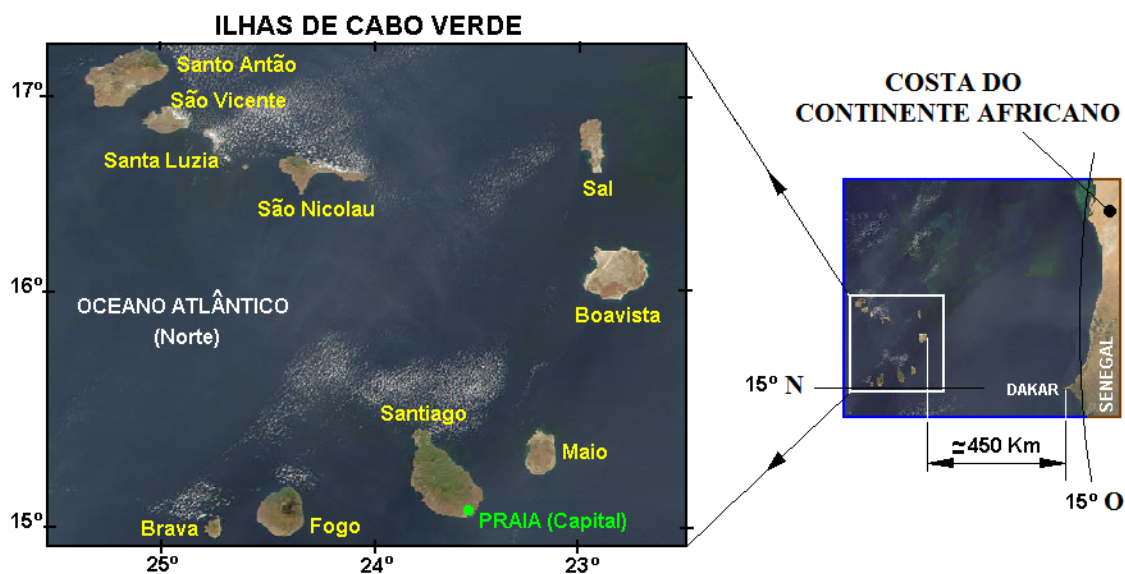 ILHAS DE CABO VERDE
17º
16º
15º
25º
24º
23º
Santo Antão
São Vicente
Santa Luzia
São Nicolau
Sal
Boavista
OCEANO ATLÂNTICO
(Norte)
Santiago
Maio
PRAIA (Capital)
Fogo
Brava
COSTA DO
CONTINENTE AFRICANO
15º N
DAKAR
SENEGAL
≃450 Km
15º O